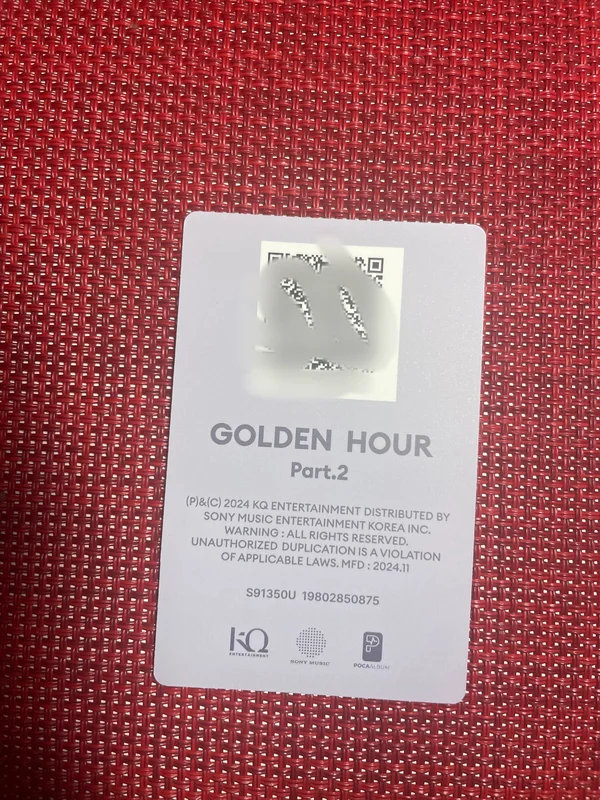 GOLDEN HOUR
Part.2
(P)&(C) 2024 KQ ENTERTAINMENT DISTRIBUTED BY
SONY MUSIC ENTERTAINMENT KOREA INC.
WARNING : ALL RIGHTS RESERVED.
UNAUTHORIZED DUPLICATION IS A VIOLATION
OF APPLICABLE LAWS. MFD : 2024.11
S91350U 19802850875
KQ
ENTERTAINMENT
SONY MUSIC
POCAALBUM